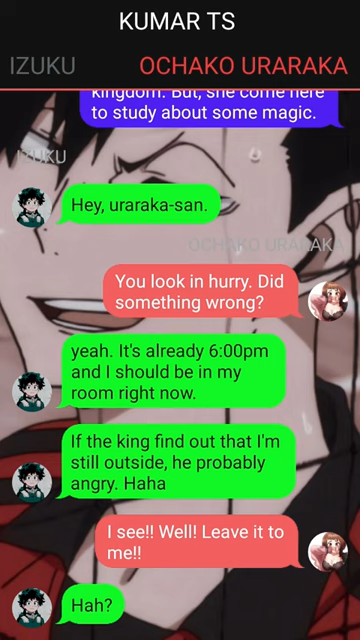 KUMAR TS
IZUKU
OCHAKO URARAKA
kingdom. But, she come here
to study about some magic.
IZUKU
Hey, uraraka-san.
OCHAKO URARAKA
You look in hurry. Did
something wrong?
yeah. It's already 6:00pm
and I should be in my
room right now.
If the king find out that I'm
still outside, he probably
angry. Haha
I see!! Well! Leave it to
me!!
Hah?